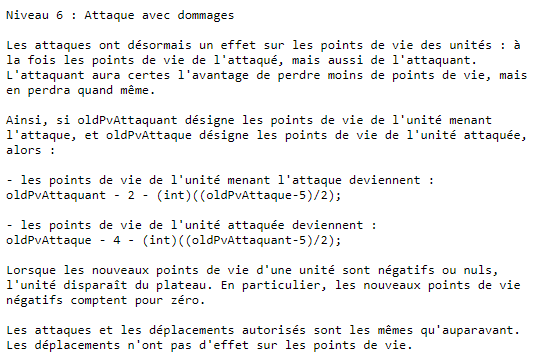 Niveau 6 : Attaque avec dommages
Les attaques ont désormais un effet sur les points de vie des unités : à
la fois les points de vie de l'attaqué, mais aussi de l'attaquant.
L'attaquant aura certes l'avantage de perdre moins de points de vie, mais
en perdra quand même.
Ainsi, si oldPvAttaquant désigne les points de vie de l'unité menant
l'attaque, et oldPvAttaque désigne les points de vie de l'unité attaquée,
alors :
- les points de vie de l'unité menant l'attaque deviennent :
oldPvAttaquant - 2 - (int)((oldPvAttaque-5)/2);
- les points de vie de l'unité attaquée deviennent :
oldPvAttaque - 4 - (int)((oldPvAttaquant-5)/2);
Lorsque les nouveaux points de vie d'une unité sont négatifs ou nuls,
l'unité disparaît du plateau. En particulier, les nouveaux points de vie
négatifs comptent pour zéro.
Les attaques et les déplacements autorisés sont les mêmes qu'auparavant.
Les déplacements n'ont pas d'effet sur les points de vie.